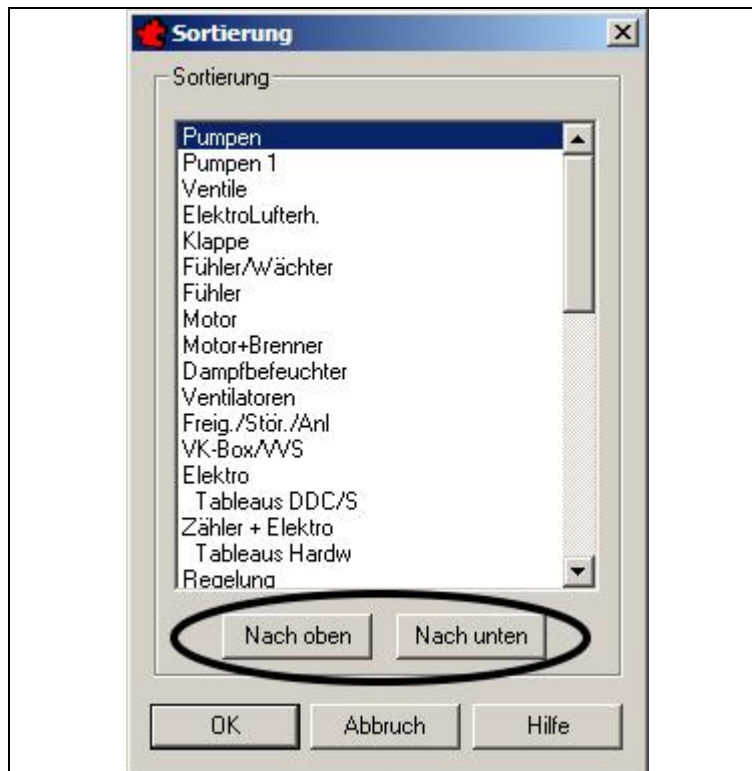 Sortierung
Sortierung
Pumpen
Pumpen 1
Ventile
ElektroLufterh.
Klappe
Fühler/Wächter
Fühler
Motor
Motor+Brenner
Dampfbefeuchter
Ventilatoren
Freig./Stör./Anl
VK-Box/VVS
Elektro
Tableaus DDC/S
Zähler + Elektro
Tableaus Hardw
Regelung
Nach oben Nach unten
OK Abbruch Hilfe